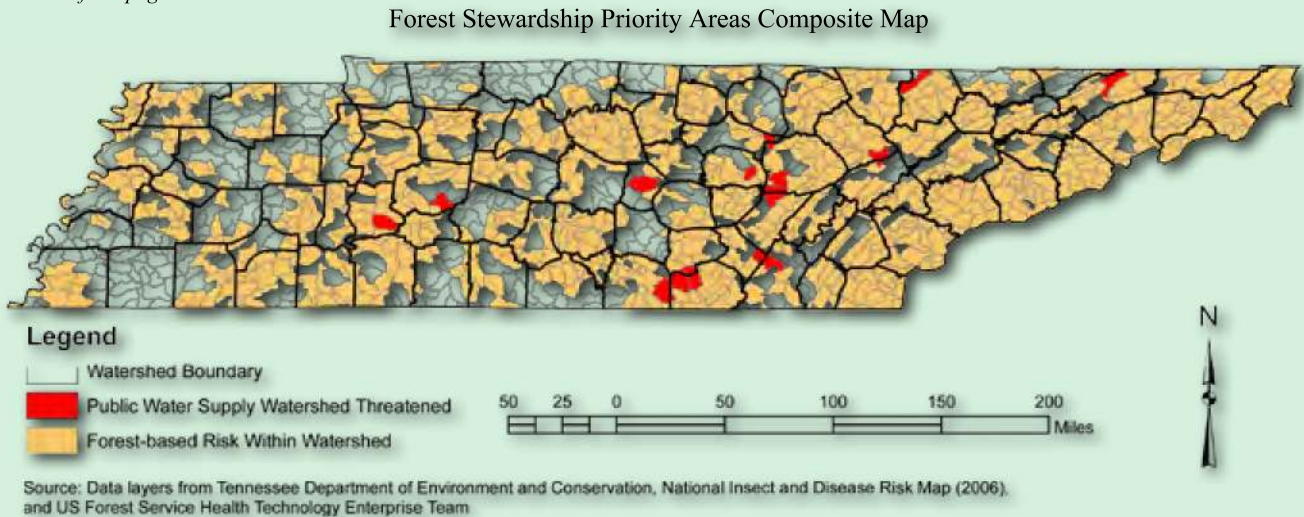 Forest Stewardship Priority Areas Composite Map
N
Legend
Watershed Boundary
Public Water Supply Watershed Threatened
Forest-based Risk Within Watershed
50 25 0 50 100 150 200
Miles
Source: Data layers from Tennessee Department of Environment and Conservation, National Insect and Disease Risk Map (2006),
and US Forest Service Health Technology Enterprise Team